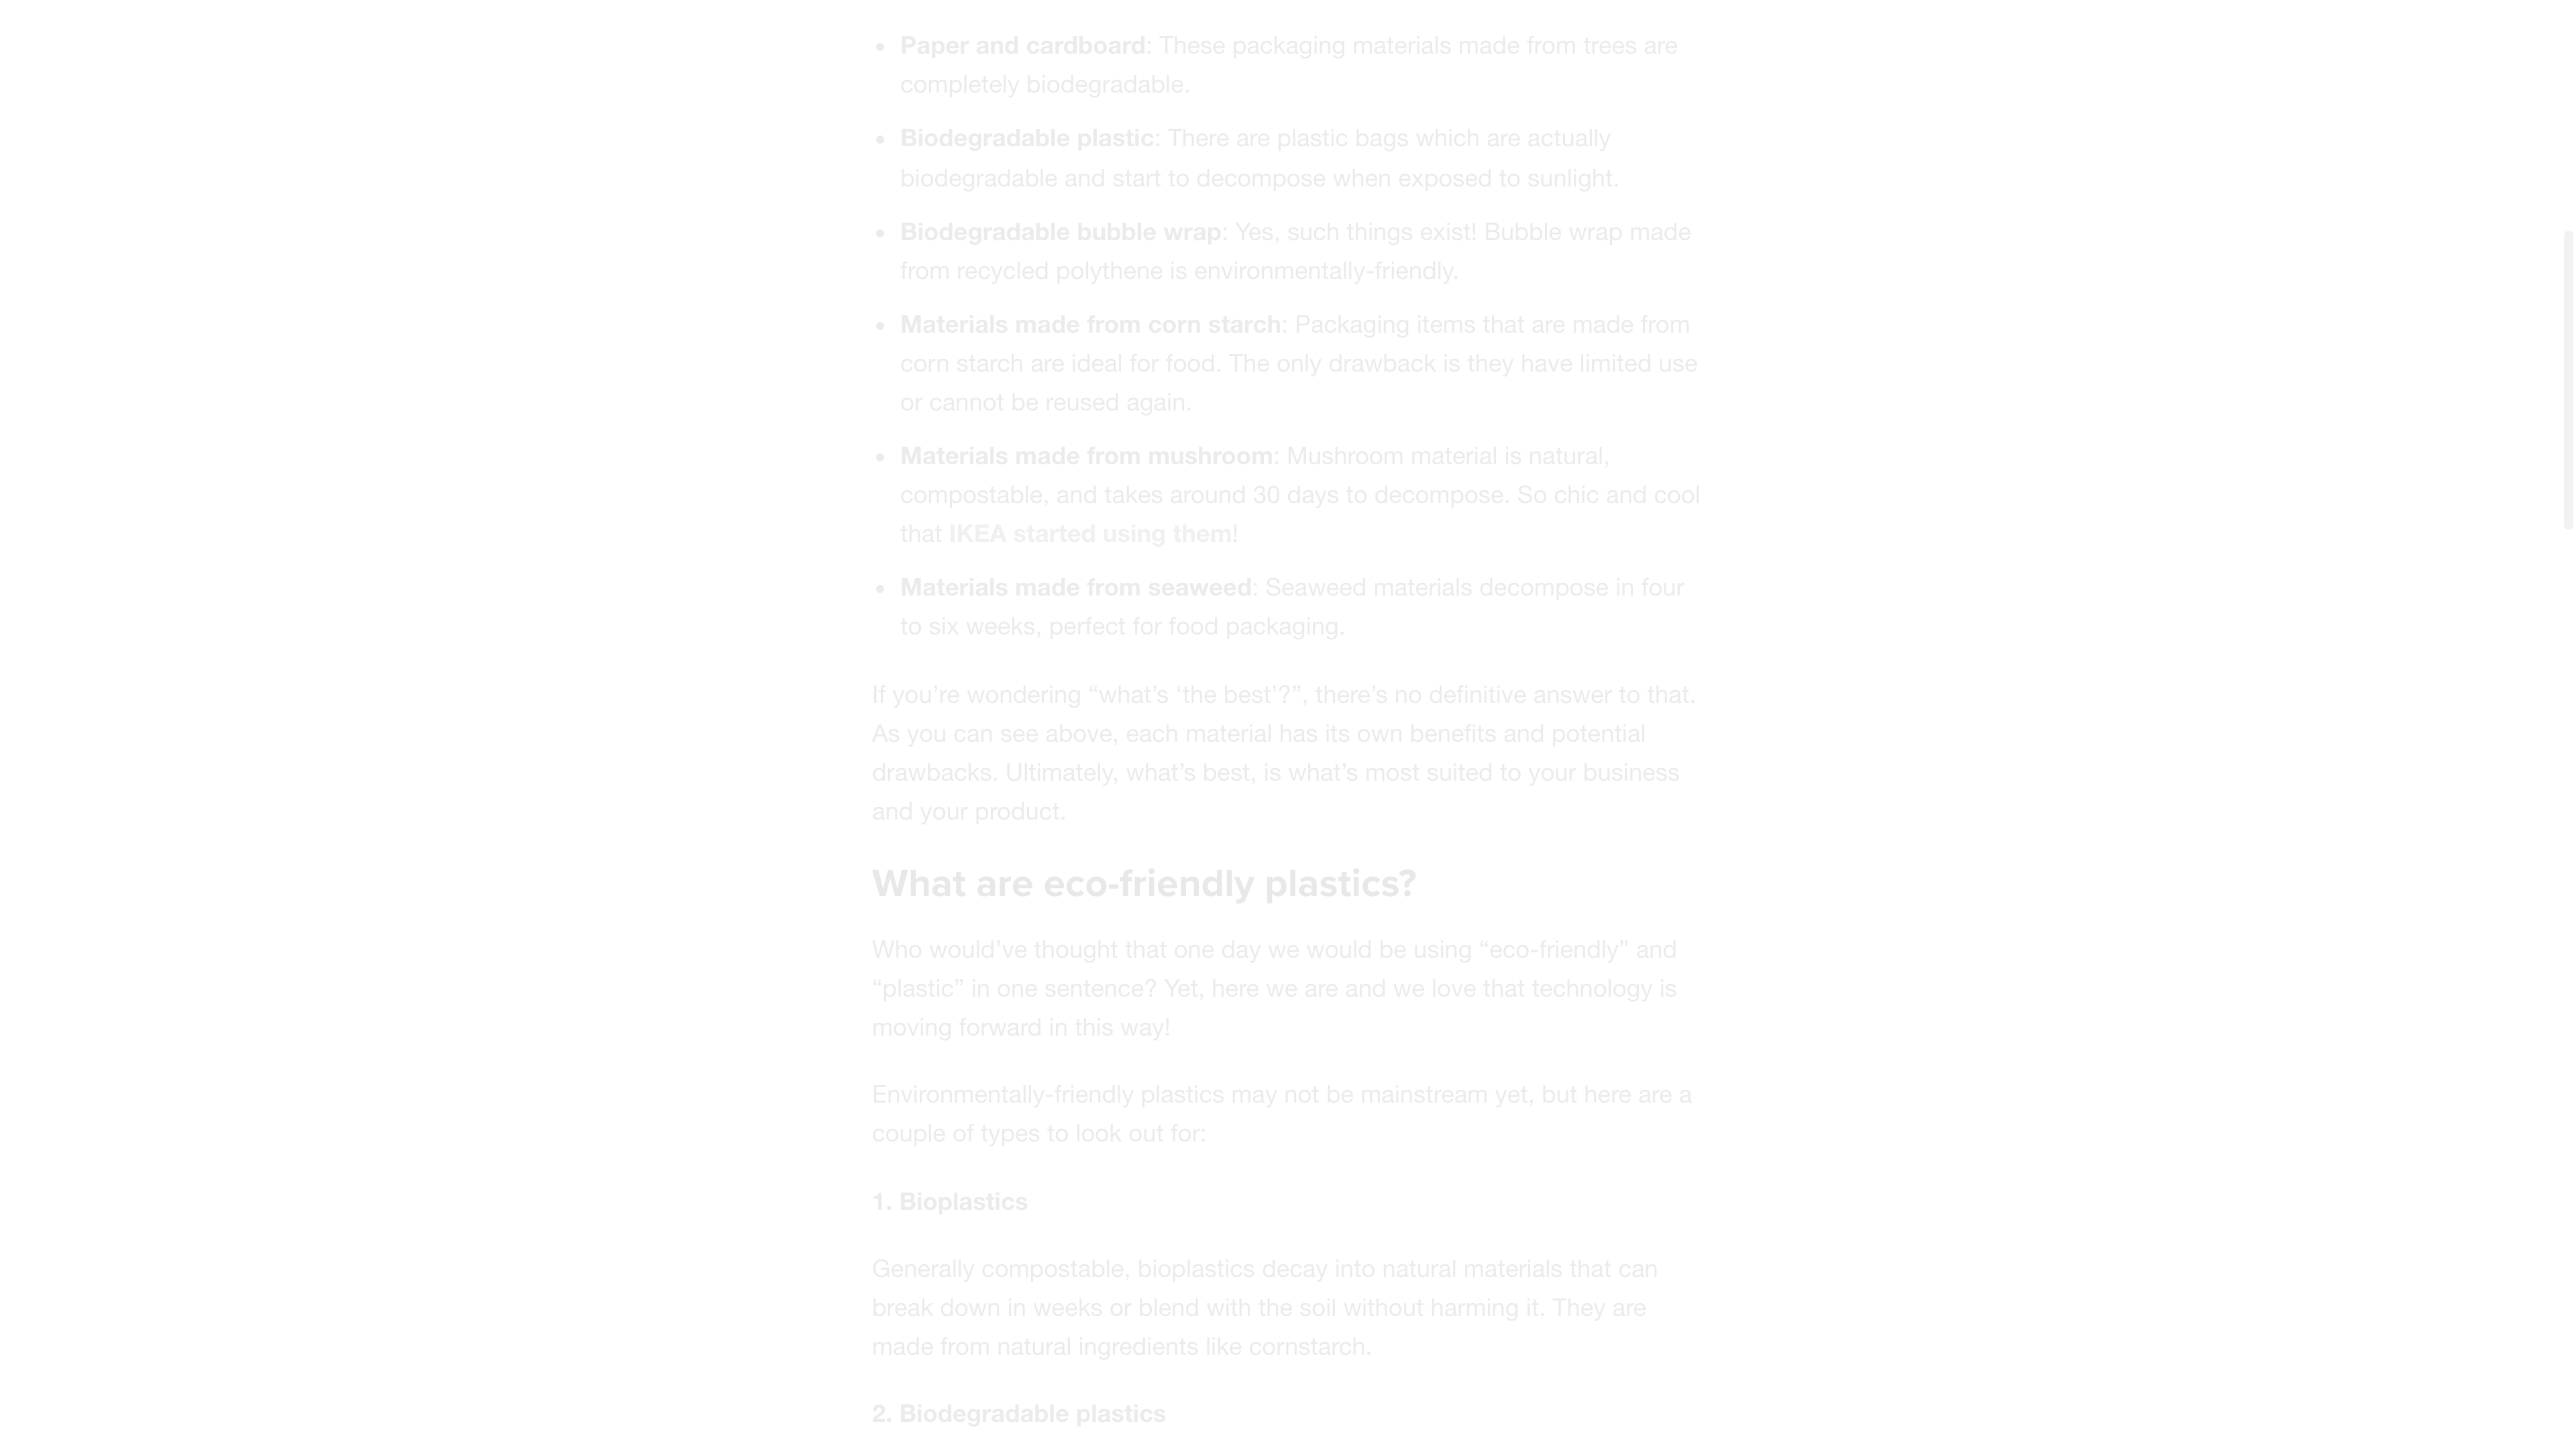 • Paper and cardboard: These packaging materials made from trees are
completely biodegradable.
• Biodegradable plastic: There are plastic bags which are actually
biodegradable and start to decompose when exposed to sunlight.
• Biodegradable bubble wrap: Yes, such things exist! Bubble wrap made
from recycled polythene is environmentally-friendly.
• Materials made from corn starch: Packaging items that are made from
corn starch are ideal for food. The only drawback is they have limited use
or cannot be reused again.
• Materials made from mushroom: Mushroom material is natural,
compostable, and takes around 30 days to decompose. So chic and cool
that IKEA started using them!
• Materials made from seaweed: Seaweed materials decompose in four
to six weeks, perfect for food packaging.
If you’re wondering “what’s ‘the best’?”, there’s no definitive answer to that.
As you can see above, each material has its own benefits and potential
drawbacks. Ultimately, what’s best, is what’s most suited to your business
and your product.
What are eco-friendly plastics?
Who would’ve thought that one day we would be using “eco-friendly” and
“plastic” in one sentence? Yet, here we are and we love that technology is
moving forward in this way!
Environmentally-friendly plastics may not be mainstream yet, but here are a
couple of types to look out for:
1. Bioplastics
Generally compostable, bioplastics decay into natural materials that can
break down in weeks or blend with the soil without harming it. They are
made from natural ingredients like cornstarch.
2. Biodegradable plastics